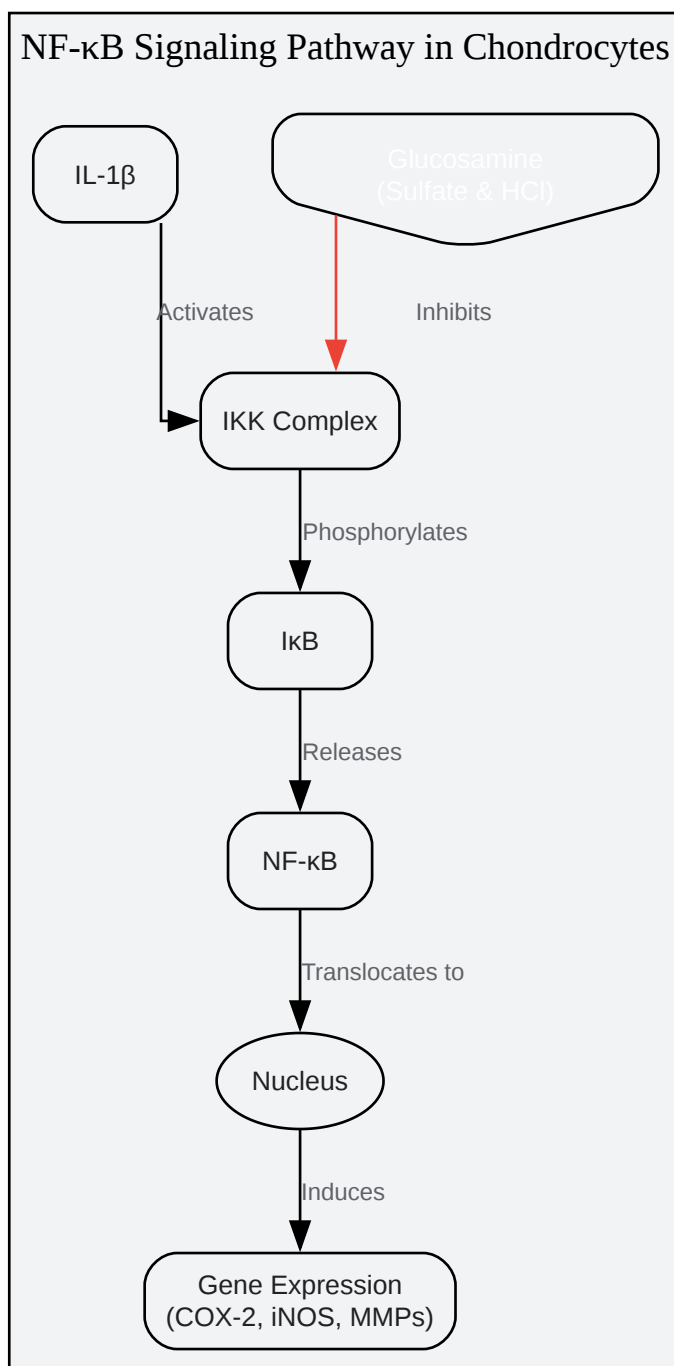 NF-κB Signaling Pathway in Chondrocytes
IL-1β
Glucosamine
(Sulfate & HCl)
Activates
Inhibits
IKK Complex
Phosphorylates
IκB
Releases
NF-κB
Translocates to
Nucleus
Induces
Gene Expression
(COX-2, iNOS, MMPs)